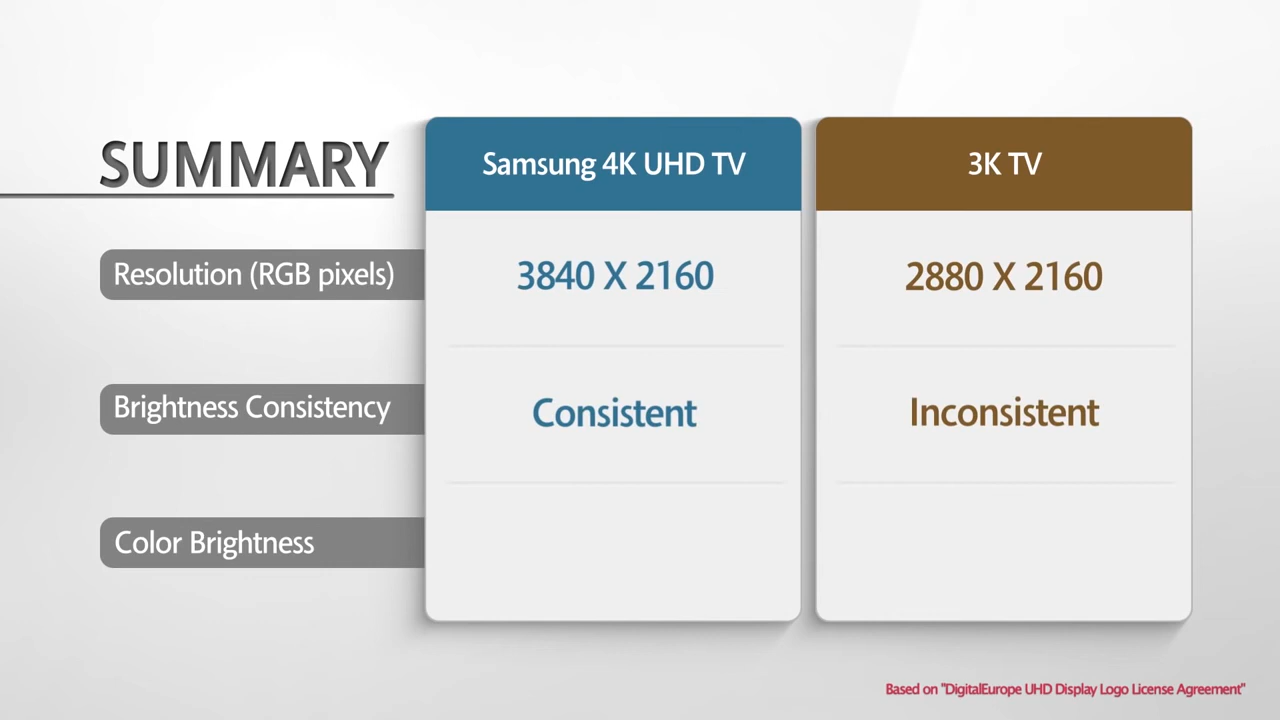 SUMMARY
Samsung 4K UHD TV
3K TV
Resolution (RGB pixels)
3840 X 2160
2880 X 2160
Brightness Consistency
Consistent
Inconsistent
Color Brightness
Based on "DigitalEurope UHD Display Logo License Agreement"